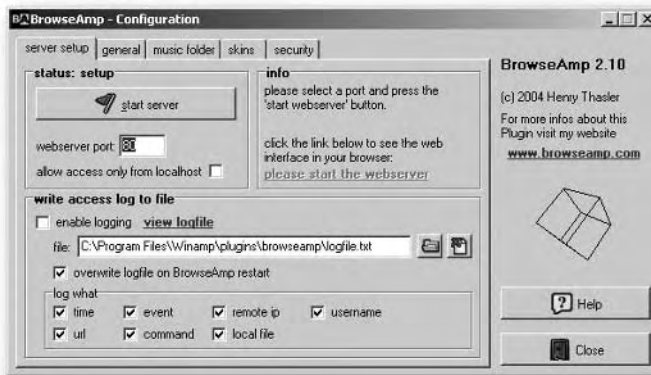 BrowseAmp - Configuration
server setup general music folder skins security
status: setup
start server
webserver port: 80
allow access only from localhost
info
please select a port and press the
'start webserver' button.
click the link below to see the web
interface in your browser:
please start the webserver
write access log to file
enable logging view logfile
file: C:\Program Files\Winamp\plugins\browseamp\logfile.txt
overwrite logfile on BrowseAmp restart
log what
time event remote ip username
url command local file
BrowseAmp 2.10
(c) 2004 Henry Thasler
For more infos about this
Plugin visit my website
www.browseamp.com
Help
Close